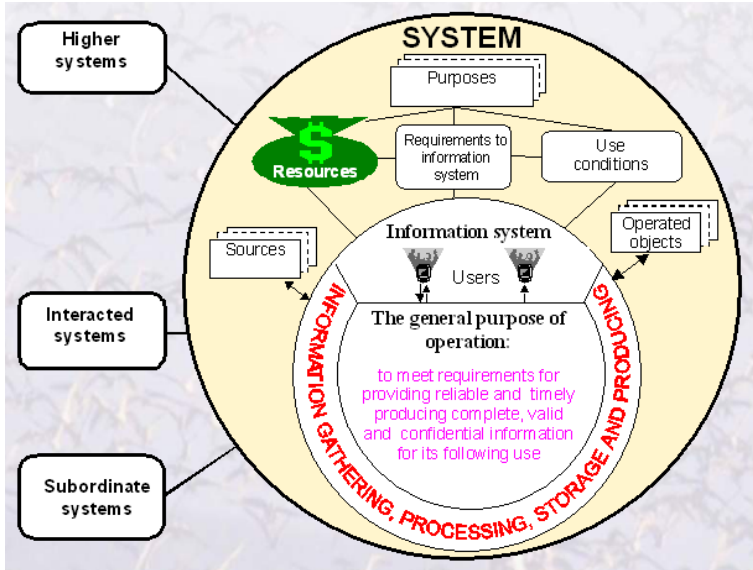 SYSTEM
Higher
systems
Purposes
$
Resources
Requirements to
information
system
Use
conditions
Sources
Operated
objects
Information system
Users
Interacted
systems
The general purpose of
operation:
to meet requirements for
providing reliable and timely
producing complete, valid
and confidential information
for its following use
INFORMATION GATHERING, PROCESSING, STORAGE AND PRODUCING
Subordinate
systems